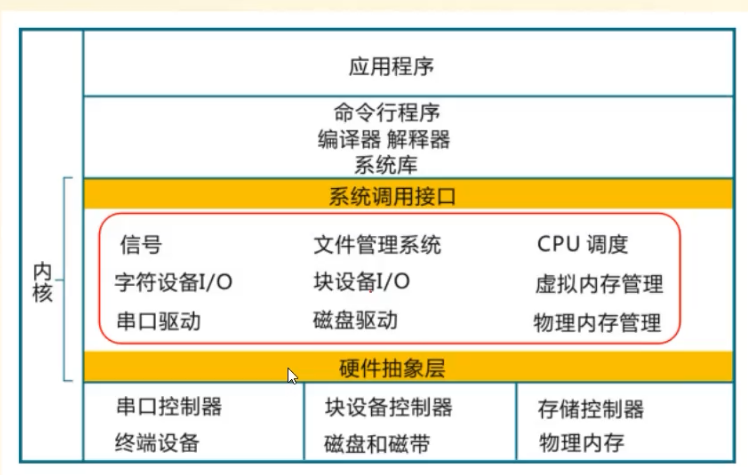 应用程序
命令行程序
编译器 解释器
系统库
系统调用接口
内核
信号 文件管理系统 CPU 调度
字符设备I/O 块设备I/O 虚拟内存管理
串口驱动 磁盘驱动 物理内存管理
硬件抽象层
串口控制器 块设备控制器 存储控制器
终端设备 磁盘和磁带 物理内存